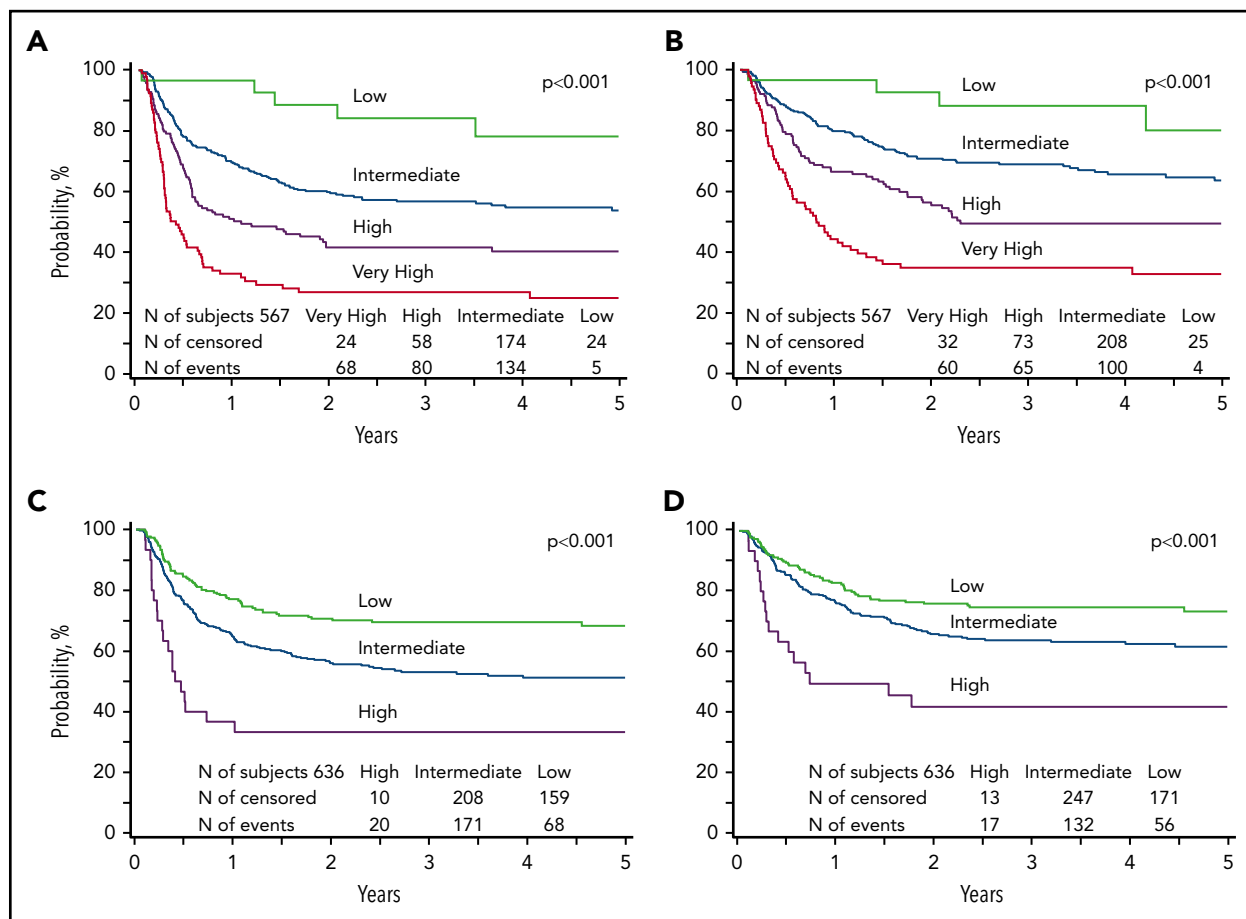 A
Probability, %
100
80
60
40
20
0
p<0.001
Low
Intermediate
High
Very High
N of subjects 567 Very High High Intermediate Low
N of censored 24 58 174 24
N of events 68 80 134 5
0 1 2 3 4 5
Years
B
100
80
60
40
20
0
p<0.001
Low
Intermediate
High
Very High
N of subjects 567 Very High High Intermediate Low
N of censored 32 73 208 25
N of events 60 65 100 4
0 1 2 3 4 5
Years
C
Probability, %
100
80
60
40
20
0
p<0.001
Low
Intermediate
High
N of subjects 636 High Intermediate Low
N of censored 10 208 159
N of events 20 171 68
0 1 2 3 4 5
Years
D
100
80
60
40
20
0
p<0.001
Low
Intermediate
High
N of subjects 636 High Intermediate Low
N of censored 13 247 171
N of events 17 132 56
0 1 2 3 4 5
Years